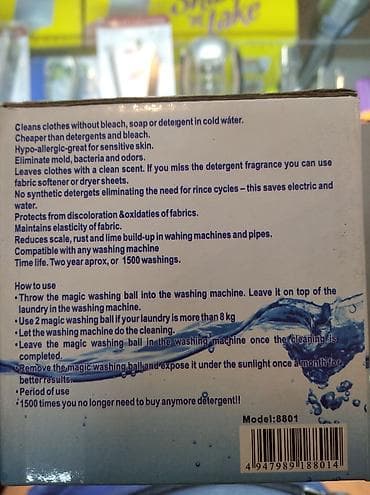 Shake
'n'
take
Cleans clothes without bleach, soap or detergent in cold water.
Cheaper than detergents and bleach.
Hypo-allergic-great for sensitive skin.
Eliminate mold, bacteria and odors.
Leaves clothes with a clean scent. If you miss the detergent fragrance you can use
fabric softener or dryer sheets.
No synthetic detergets eliminating the need for rince cycles – this saves electric and
water.
Protects from discoloration &oxidaties of fabrics.
Maintains elasticity of fabric.
Reduces scale, rust and lime build-up in wahing machines and pipes.
Compatible with any washing machine
Time life. Two year aprox, or 1500 washings.
How to use
•Throw the magic washing ball into the washing machine. Leave it on top of the
laundry in the washing machine.
•Use 2 magic washing ball if your laundry is more than 8 kg
•Let the washing machine do the cleaning.
•Leave the magic washing ball in the washing machine once the cleaning is
completed.
•Remove the magic washing ball and expose it under the sunlight once a month for
better results.
•Period of use
•1500 times you no longer need to buy anymore detergent!!
Model:8801
4 947989 188014